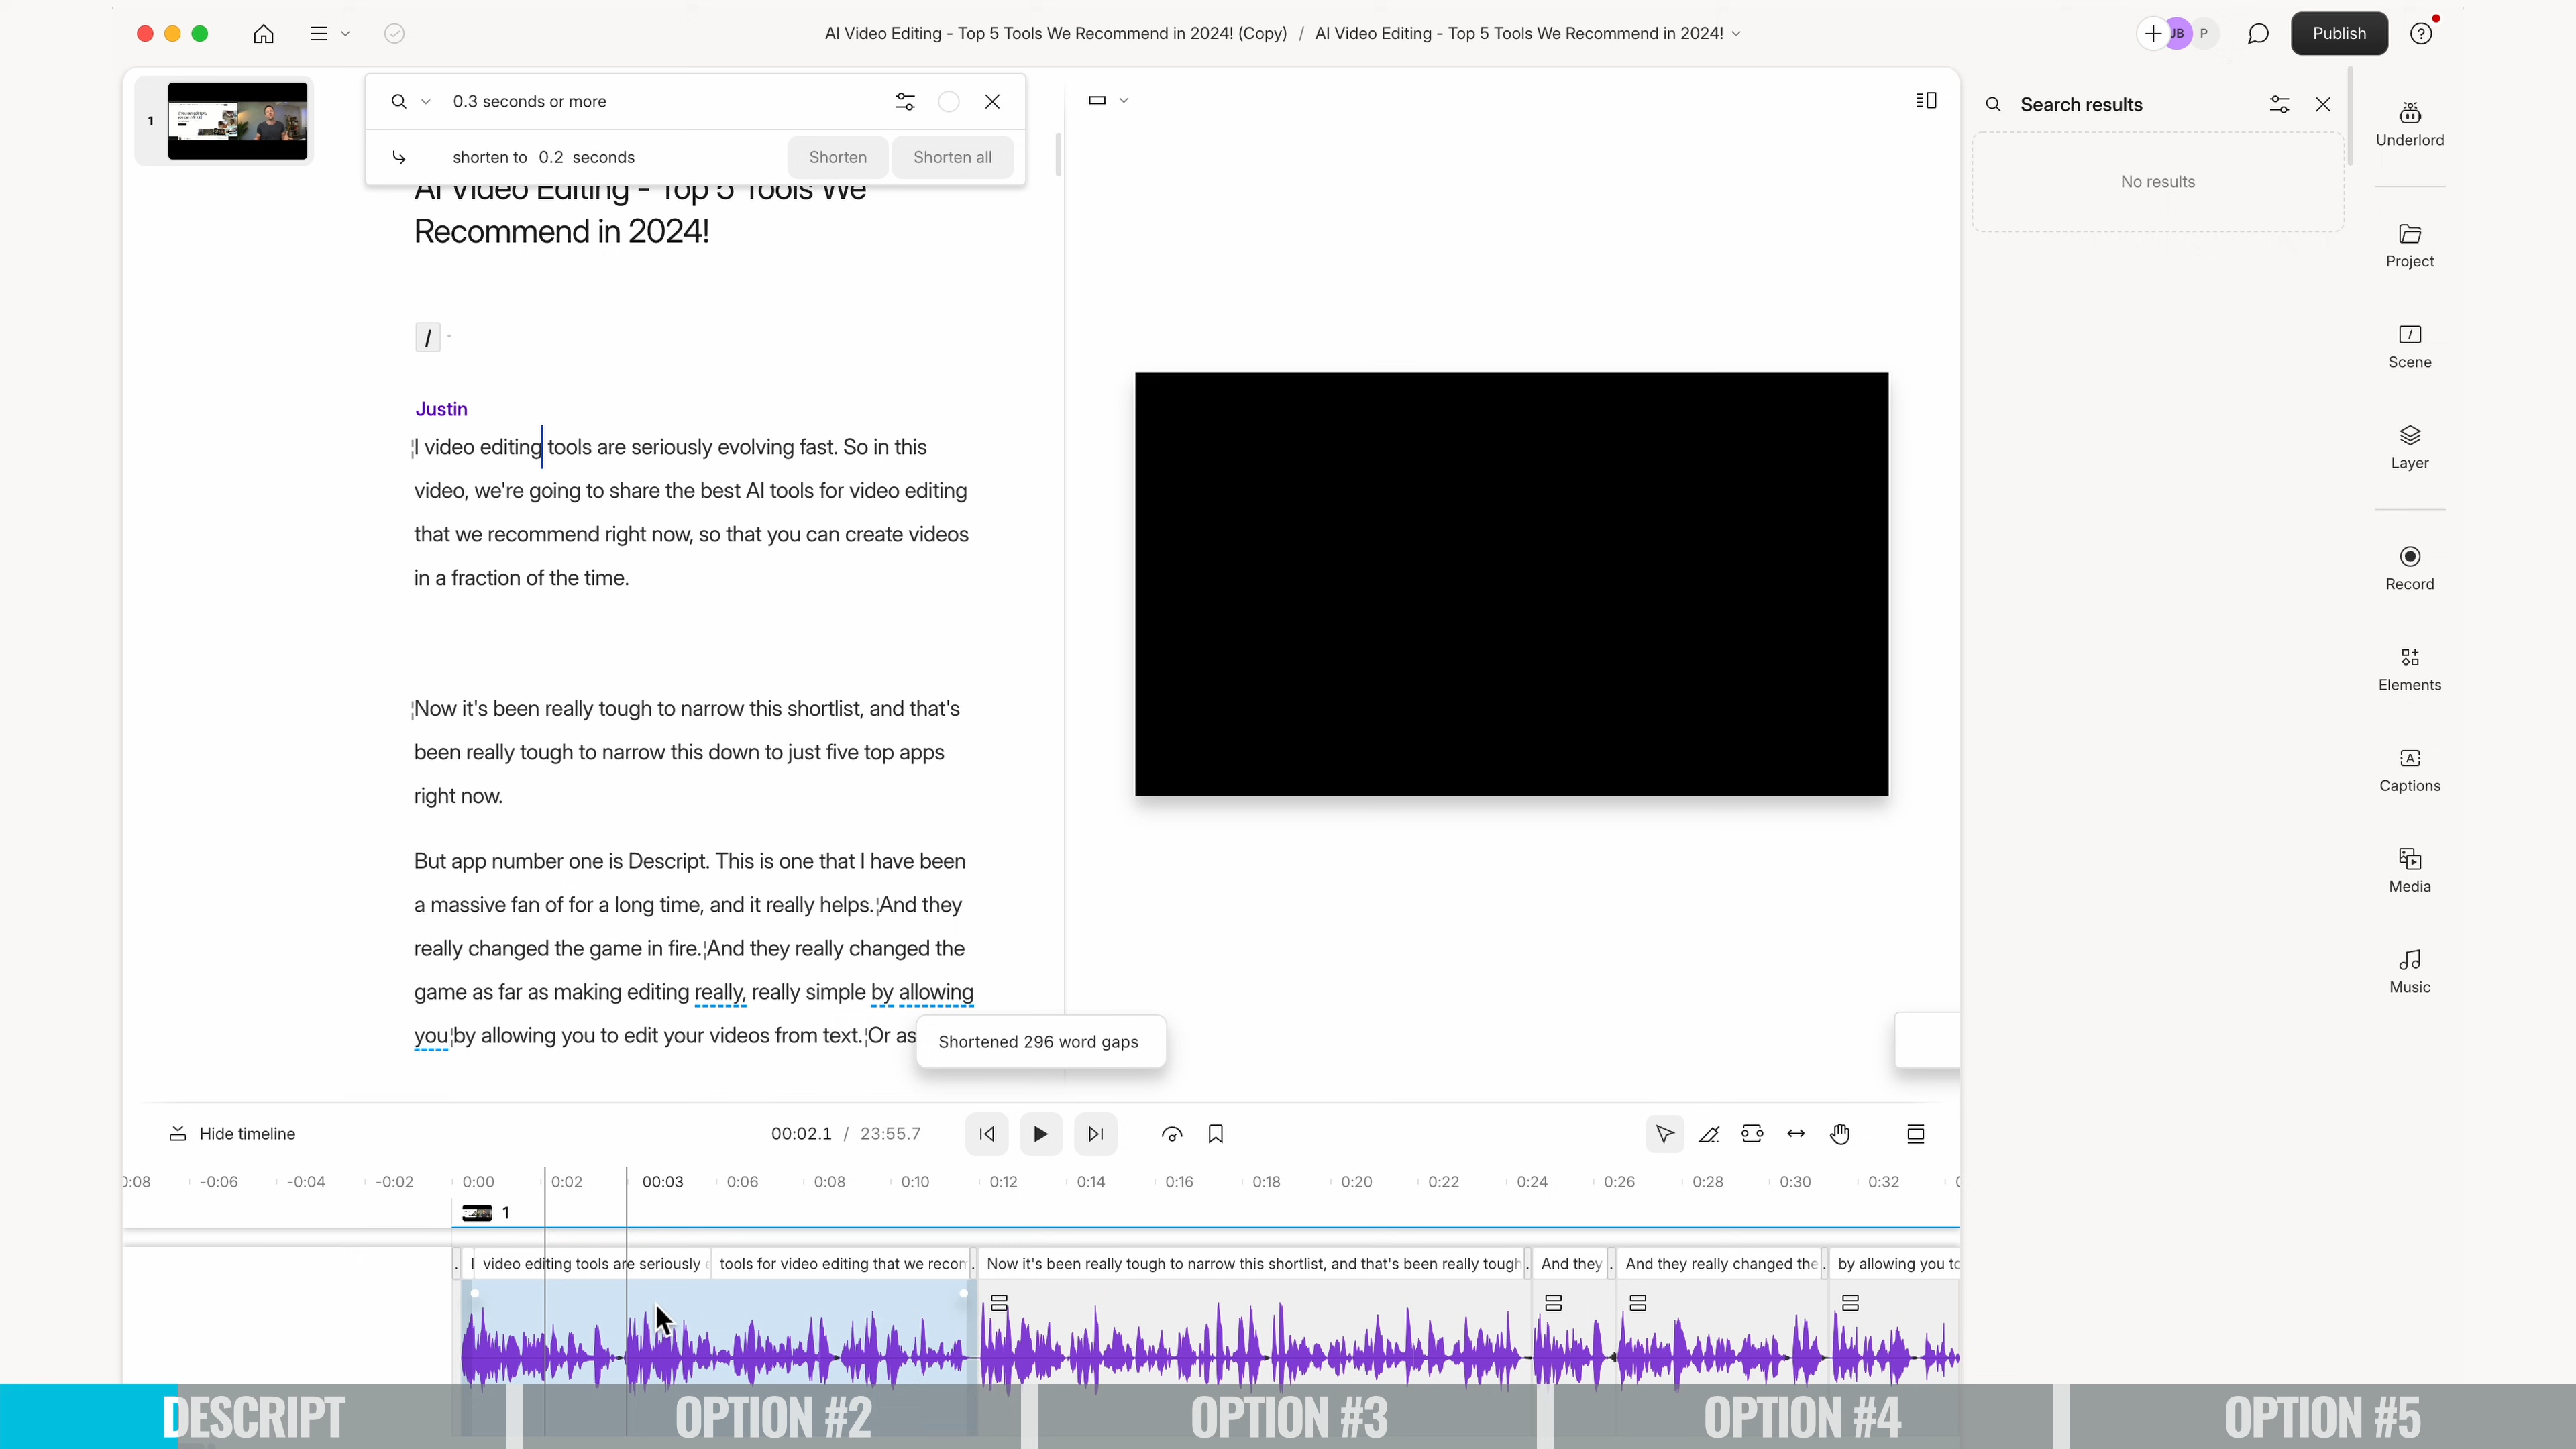 AI Video Editing - Top 5 Tools We Recommend in 2024! (Copy) / AI Video Editing - Top 5 Tools We Recommend in 2024!
JB P
Publish
1
0.3 seconds or more
shorten to 0.2 seconds
Shorten
Shorten all
AI Video Editing - Top 5 Tools We
Recommend in 2024!
/
Justin
I video editing tools are seriously evolving fast. So in this
video, we're going to share the best AI tools for video editing
that we recommend right now, so that you can create videos
in a fraction of the time.
Now it's been really tough to narrow this shortlist, and that's
been really tough to narrow this down to just five top apps
right now.
But app number one is Descript. This is one that I have been
a massive fan of for a long time, and it really helps. And they
really changed the game in fire. And they really changed the
game as far as making editing really, really simple by allowing
you by allowing you to edit your videos from text. Or as
Shortened 296 word gaps
Search results
No results
Underlord
Project
Scene
Layer
Record
Elements
Captions
Media
Music
Hide timeline
00:02.1 / 23:55.7
0:08 -0:06 -0:04 -0:02 0:00 0:02 00:03 0:06 0:08 0:10 0:12 0:14 0:16 0:18 0:20 0:22 0:24 0:26 0:28 0:30 0:32
1
. I video editing tools are seriously e tools for video editing that we recom . Now it's been really tough to narrow this shortlist, and that's been really tough . And they . And they really changed the . by allowing you to
DESCRIPT
OPTION #2
OPTION #3
OPTION #4
OPTION #5